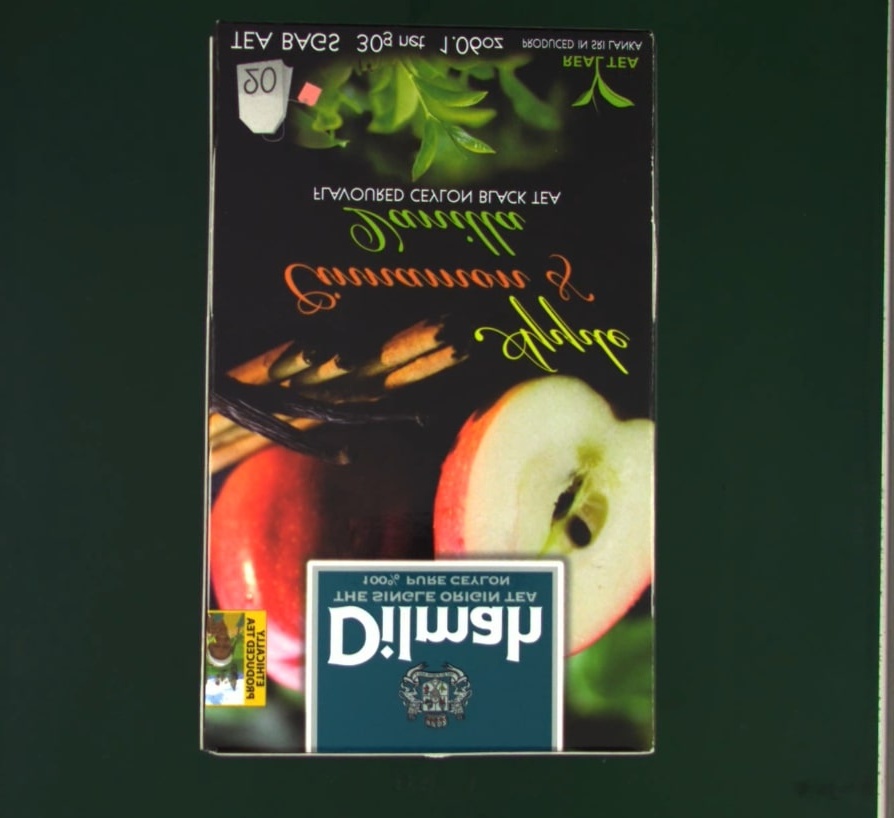 Dilmah
THE SINGLE ORIGIN TEA
100% PURE CEYLON
ETHICALLY
PRODUCED TEA
Apple
Cinnamon &
Vanilla
FLAVOURED CEYLON BLACK TEA
20
REAL TEA
TEA BAGS 30g net 1.06oz PRODUCED IN SRI LANKA